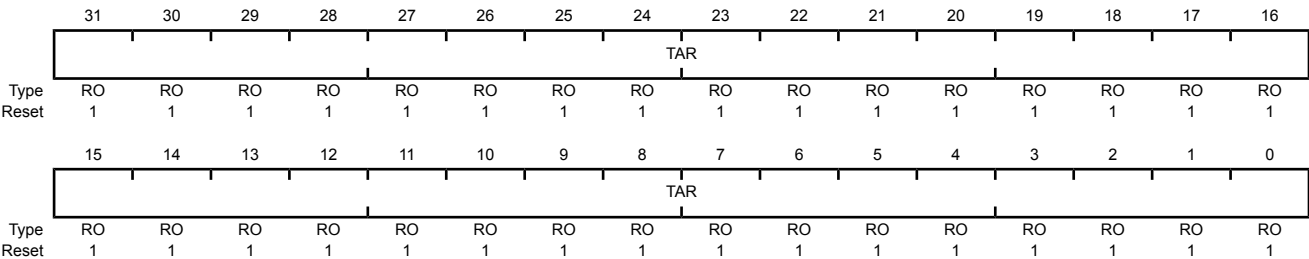 31 30 29 28 27 26 25 24 23 22 21 20 19 18 17 16
TAR
Type RO RO RO RO RO RO RO RO RO RO RO RO RO RO RO RO
Reset 1 1 1 1 1 1 1 1 1 1 1 1 1 1 1 1
15 14 13 12 11 10 9 8 7 6 5 4 3 2 1 0
TAR
Type RO RO RO RO RO RO RO RO RO RO RO RO RO RO RO RO
Reset 1 1 1 1 1 1 1 1 1 1 1 1 1 1 1 1